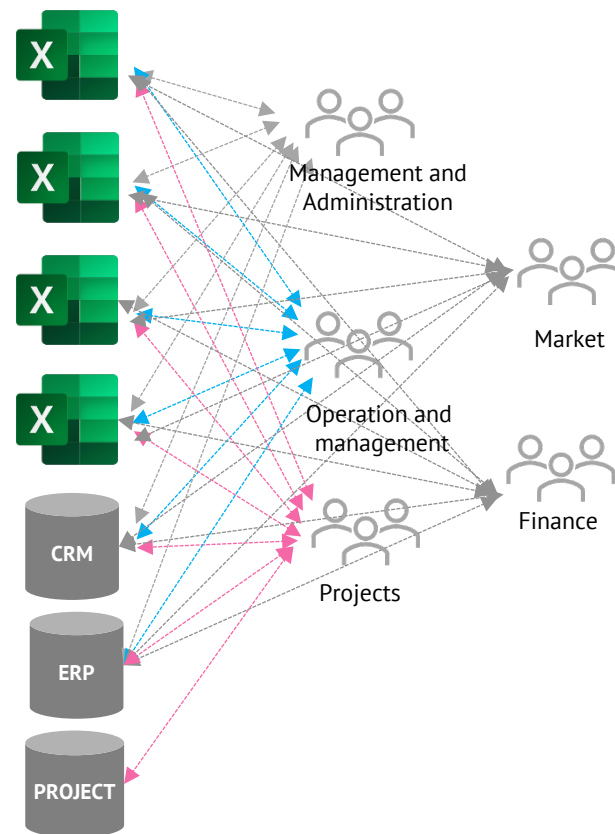 X
Management and
Administration
X
Market
X
Operation and
management
X
Finance
CRM
Projects
ERP
PROJECT